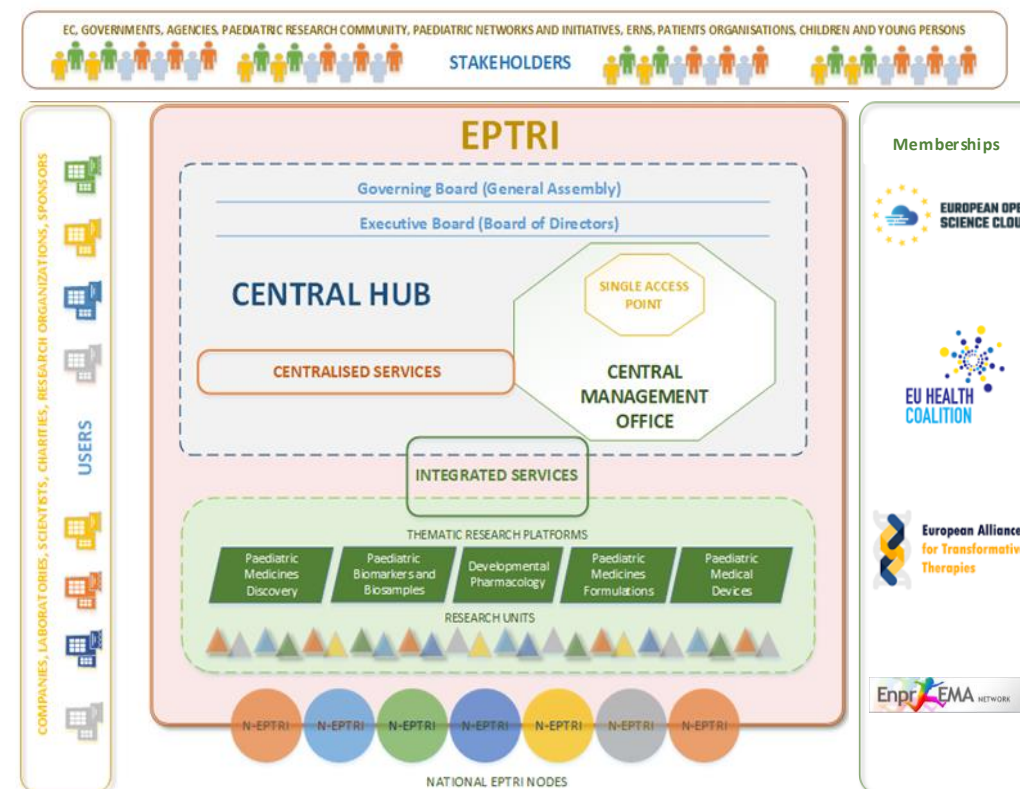 EC, GOVERNMENTS, AGENCIES, PAEDIATRIC RESEARCH COMMUNITY, PAEDIATRIC NETWORKS AND INITIATIVES, ERNS, PATIENTS ORGANISATIONS, CHILDREN AND YOUNG PERSONS
STAKEHOLDERS
COMPANIES, LABORATORIES, SCIENTISTS, CHARITIES, RESEARCH ORGANIZATIONS, SPONSORS
USERS
EPTRI
Governing Board (General Assembly)
Executive Board (Board of Directors)
CENTRAL HUB
SINGLE ACCESS
POINT
CENTRALISED SERVICES
CENTRAL
MANAGEMENT
OFFICE
INTEGRATED SERVICES
THEMATIC RESEARCH PLATFORMS
Paediatric
Medicines
Discovery
Paediatric
Biomarkers and
Biosamples
Developmental
Pharmacology
Paediatric
Medicines
Formulations
Paediatric
Medical
Devices
RESEARCH UNITS
N-EPTRI
N-EPTRI
N-EPTRI
N-EPTRI
N-EPTRI
N-EPTRI
N-EPTRI
NATIONAL EPTRI NODES
Memberships
EUROPEAN OPE
SCIENCE CLOU
EU HEALTH
COALITION
European Alliance
for Transformativ
Therapies
Enpr EMA NETWORK